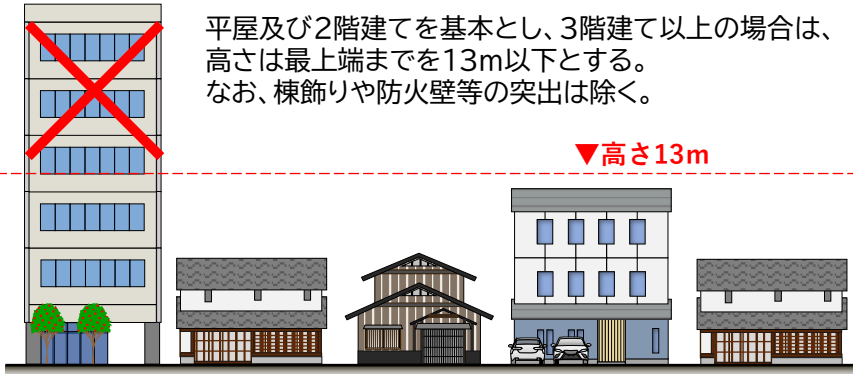 平屋及び2階建てを基本とし、3階建て以上の場合は、
高さは最上端までを13m以下とする。
なお、棟飾りや防火壁等の突出は除く。
▼高さ13m